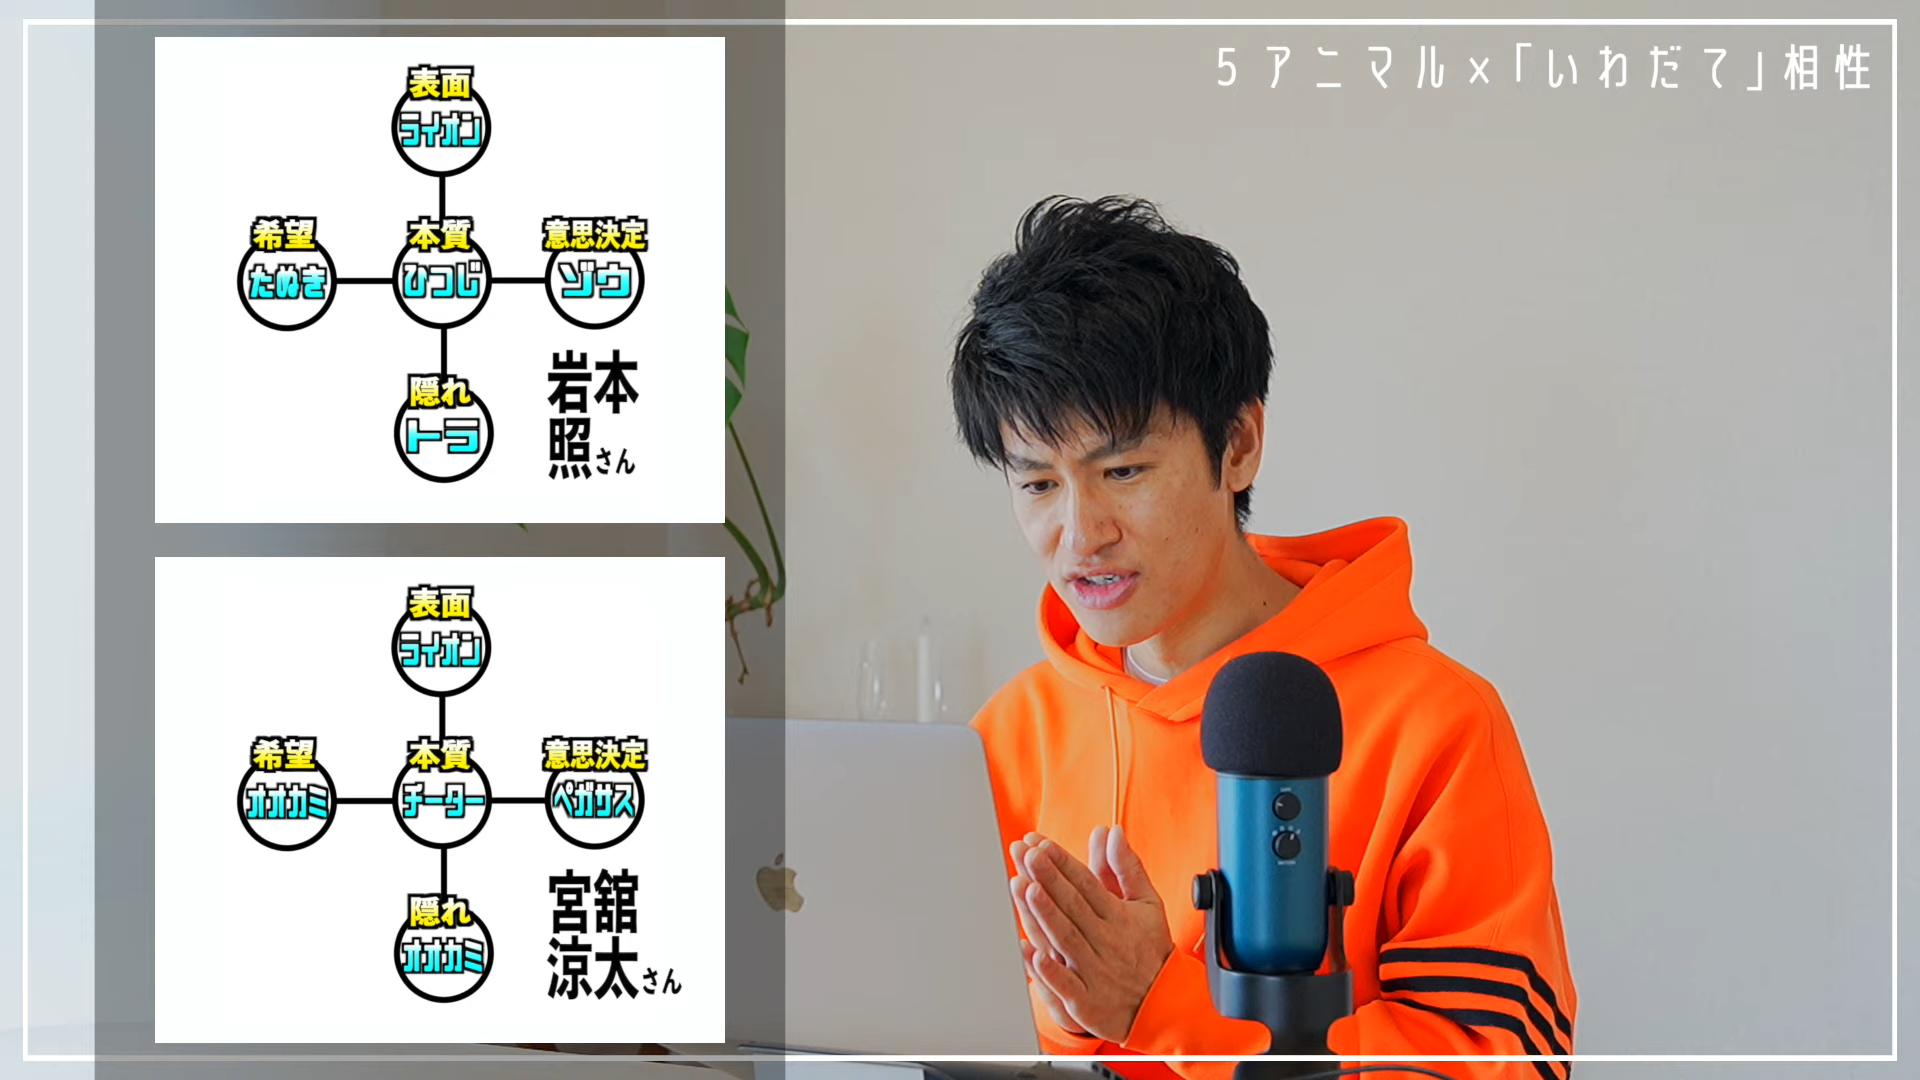 5アニマル×「いわだて」相性
表面
ライオン
希望
たぬき
本質
ひつじ
意思決定
ゾウ
隠れ
トラ
岩本
照さん
表面
ライオン
希望
オオカミ
本質
チーター
意思決定
ペガサス
隠れ
オオカミ
宮舘
涼太さん